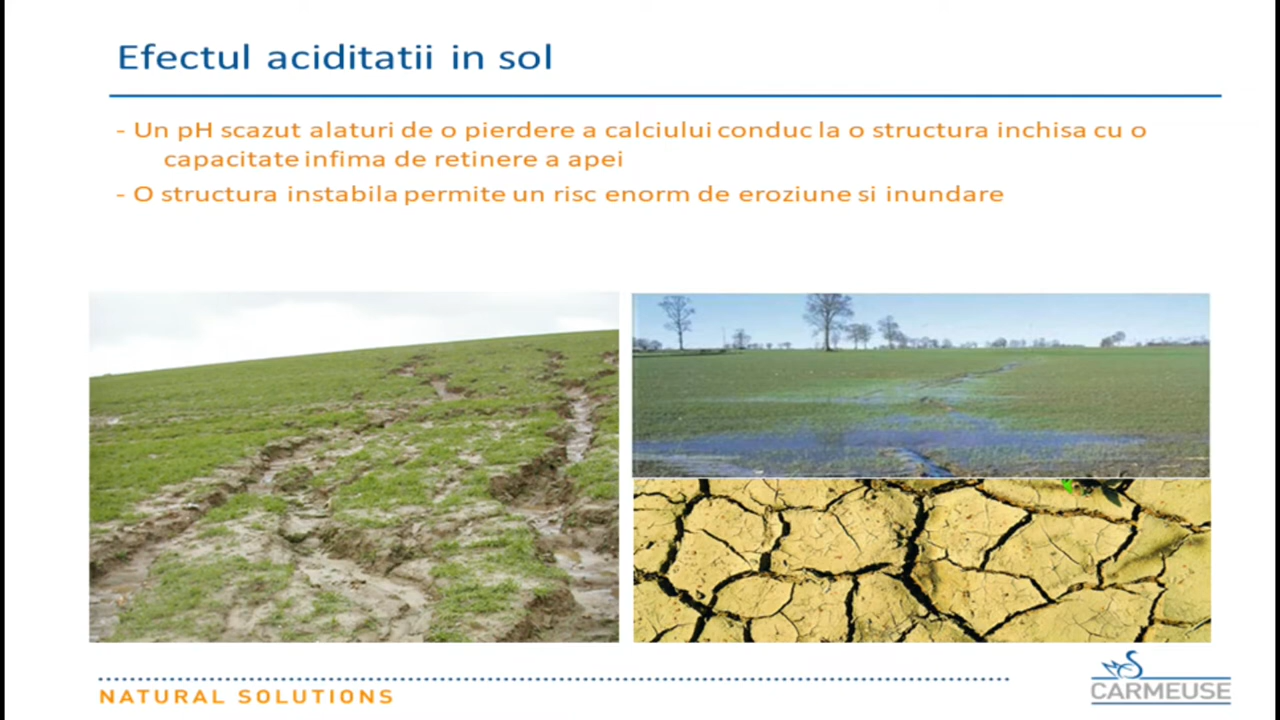 Efectul aciditatii in sol
- Un pH scazut alaturi de o pierdere a calciului conduc la o structura inchisa cu o
capacitate infima de retinere a apei
- O structura instabila permite un risc enorm de eroziune si inundare
NATURAL SOLUTIONS
CARMEUSE